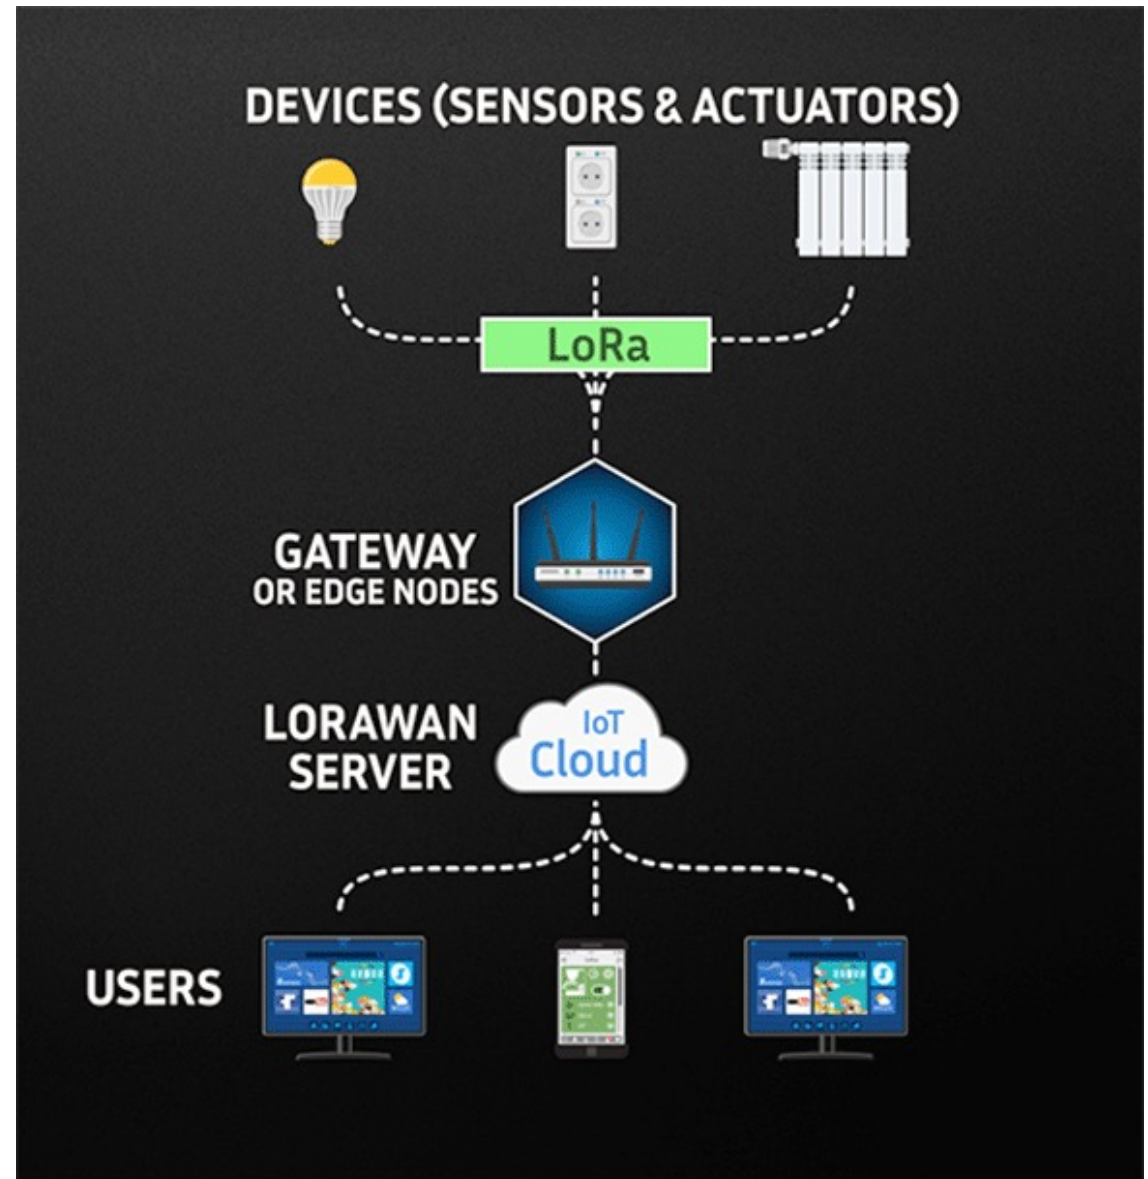 DEVICES (SENSORS & ACTUATORS)
LoRa
GATEWAY
OR EDGE NODES
LORAWAN
SERVER
IoT
Cloud
USERS